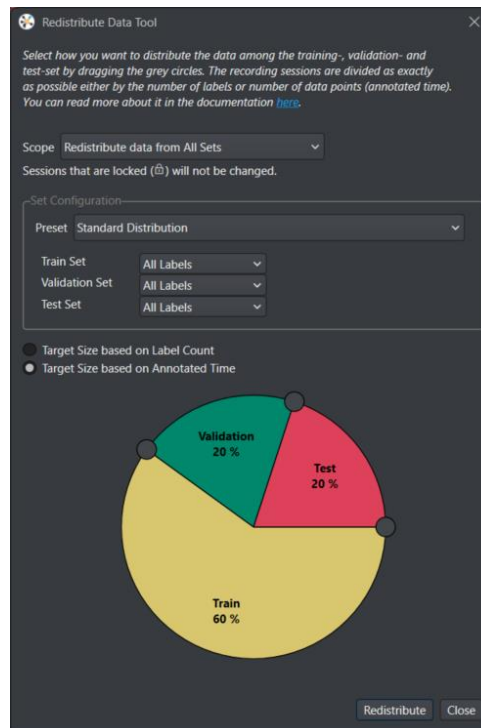 Redistribute Data Tool
Select how you want to distribute the data among the training-, validation- and
test-set by dragging the grey circles. The recording sessions are divided as exactly
as possible either by the number of labels or number of data points (annotated time).
You can read more about it in the documentation here.
Scope Redistribute data from All Sets
Sessions that are locked (🔒) will not be changed.
Set Configuration
Preset Standard Distribution
Train Set All Labels
Validation Set All Labels
Test Set All Labels
Target Size based on Label Count
Target Size based on Annotated Time
Validation
20 %
Test
20 %
Train
60 %
Redistribute Close